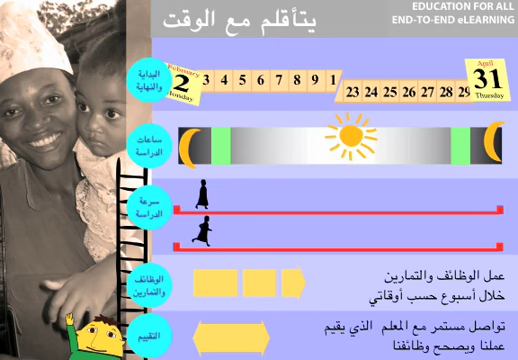 EDUCATION FOR ALL
END-TO-END eLEARNING
يتأقلم مع الوقت
البداية
والنهاية
February
2
Monday
3 4 5 6 7 8 9 1
23 24 25 26 27 28 29
April
31
Thursday
ساعات
الدراسة
سرعة
الدراسة
الوظائف
والتمارين
عمل الوظائف والتمارين
خلال أسبوع حسب أوقاتي
التقييم
تواصل مستمر مع المعلم الذي يقيم
عملنا ويصحح وظائفنا